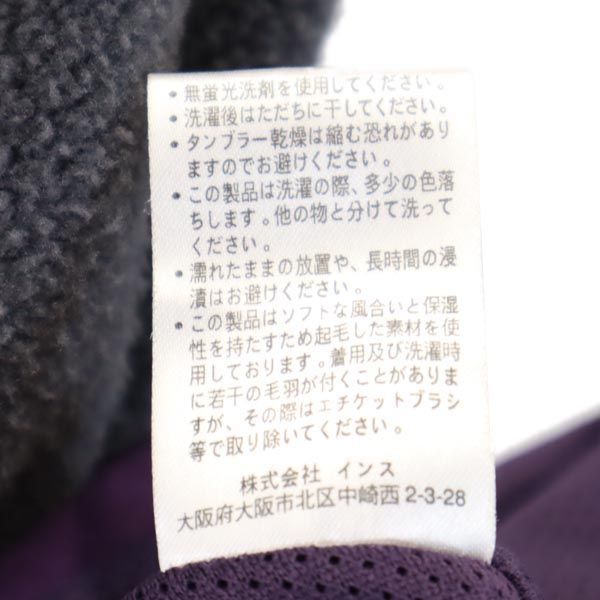 • 無蛍光洗剤を使用してください。
• 洗濯後はただちに干してください。
• タンブラー乾燥は縮む恐れがあり
ますのでお避けください。
• この製品は洗濯の際、多少の色落
ちします。他の物と分けて洗って
ください。
• 濡れたままの放置や、長時間の浸
漬はお避けください。
• この製品はソフトな風合いと保湿
性を持たすため起毛した素材を使
用しております。着用及び洗濯時
に若干の毛羽が付くことがありま
すが、その際はエチケットブラシ
等で取り除いてください。
株式会社 インス
大阪府大阪市北区中崎西2-3-28